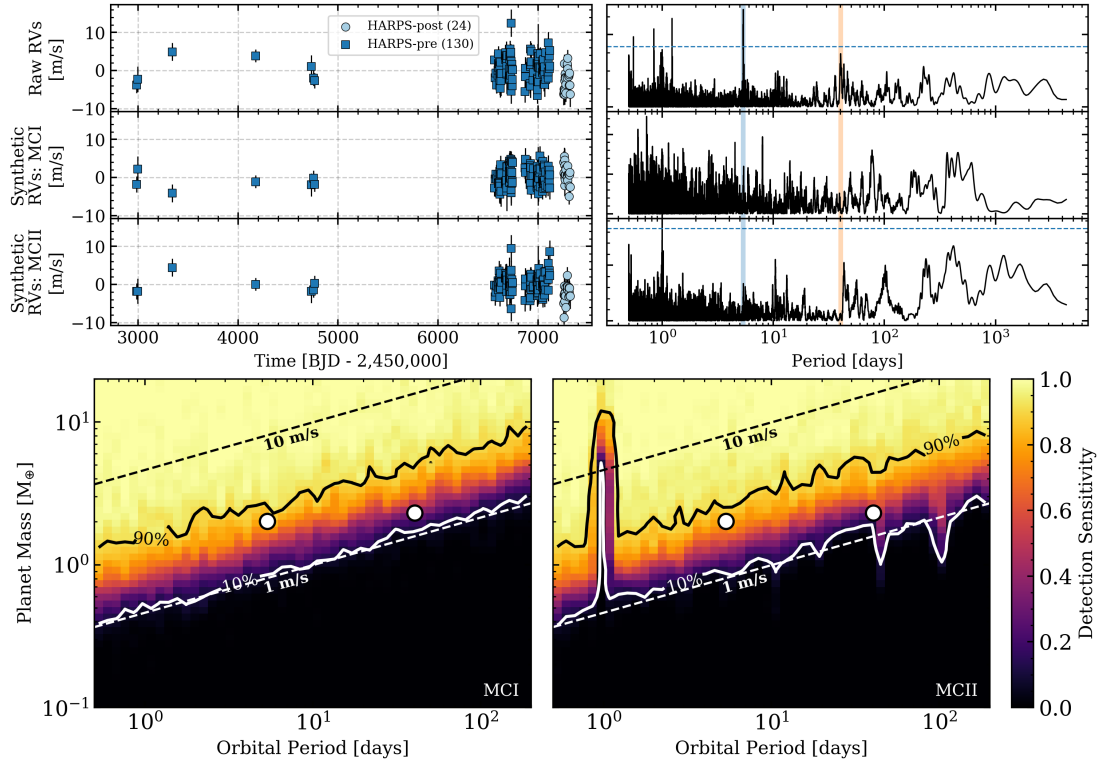 Raw RVs
[m/s]
10
0
−10
HARPS-post (24)
HARPS-pre (130)
Synthetic
RVs: MCI
[m/s]
10
0
−10
Synthetic
RVs: MCII
[m/s]
10
0
−10
3000
4000
5000
6000
7000
Time [BJD - 2,450,000]
10⁰
10¹
10²
10³
Period [days]
Planet Mass [M⊕]
10¹
10⁰
10⁻¹
10 m/s
90%
10%
1 m/s
MCI
10⁰
10¹
10²
Orbital Period [days]
10 m/s
90%
10%
1 m/s
MCII
10⁰
10¹
10²
Orbital Period [days]
1.0
0.8
0.6
0.4
0.2
0.0
Detection Sensitivity